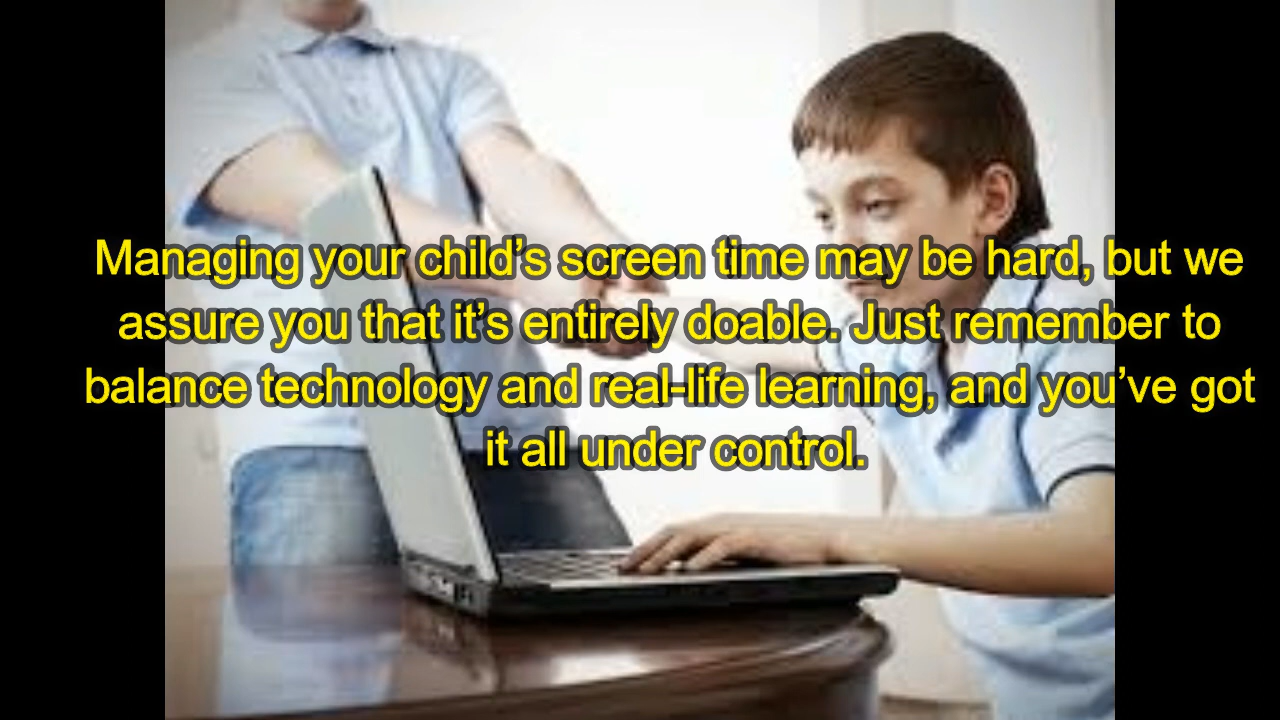 Managing your child’s screen time may be hard, but we
assure you that it’s entirely doable. Just remember to
balance technology and real-life learning, and you’ve got
it all under control.